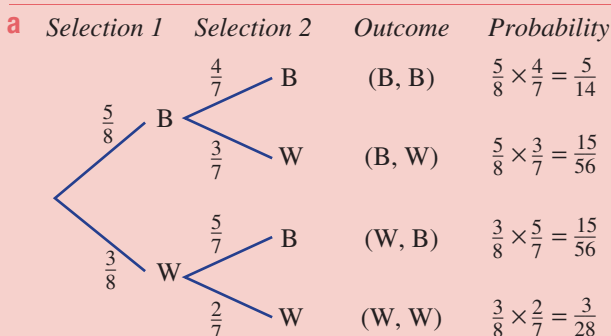 a Selection 1 Selection 2 Outcome Probability
4/7 B (B, B) 5/8 × 4/7 = 5/14
5/8 B
3/7 W (B, W) 5/8 × 3/7 = 15/56
5/7 B (W, B) 3/8 × 5/7 = 15/56
3/8 W
2/7 W (W, W) 3/8 × 2/7 = 3/28